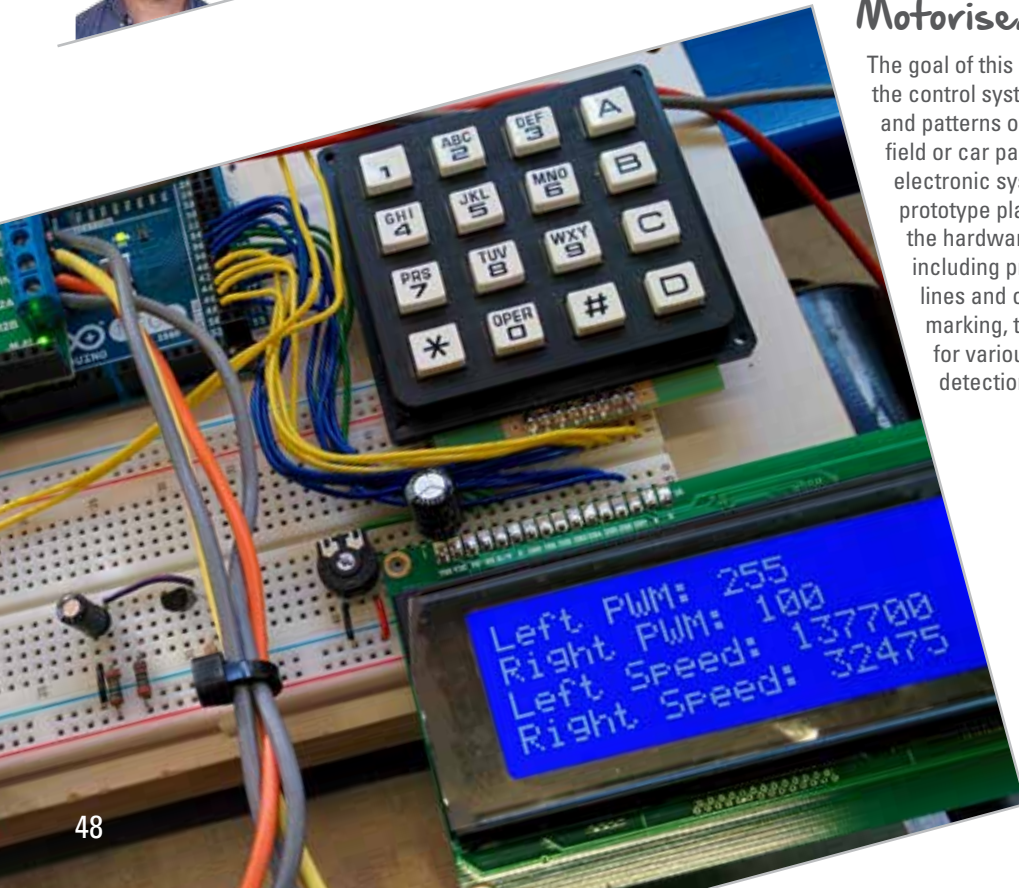 Motorise
The goal of this
the control syst
and patterns o
field or car pa
electronic sys
prototype pla
the hardwar
including p
lines and c
marking, t
for variou
detection
1
ABC 2
DEF 3
A
GHI 4
JKL 5
MNO 6
B
PRS 7
TUV 8
WXY 9
C
*
OPER 0
#
D
Left PWM: 255
Right PWM: 100
Left Speed: 137700
Right Speed: 32475
48